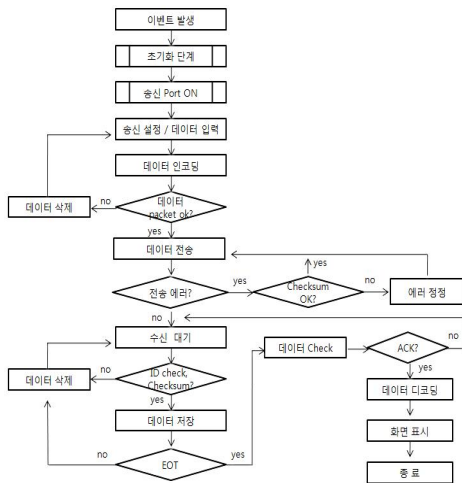 이벤트 발생
초기화 단계
송신 Port ON
송신 설정 / 데이터 입력
데이터 인코딩
데이터
packet ok?
no
데이터 삭제
yes
데이터 전송
전송 에러?
yes
Checksum
OK?
yes
no
에러 정정
no
수신 대기
데이터 Check
ACK?
no
ID check,
Checksum?
no
데이터 삭제
yes
yes
데이터 디코딩
데이터 저장
화면 표시
EOT
no
yes
종 료